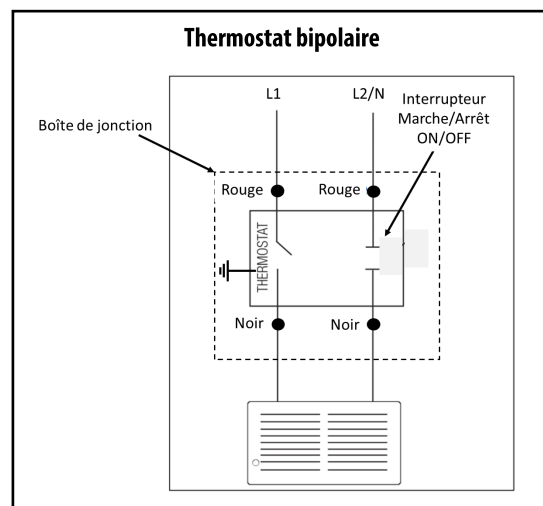 Thermostat bipolaire
L1
L2/N
Interrupteur
Marche/Arrêt
ON/OFF
Boîte de jonction
Rouge
Rouge
THERMOSTAT
Noir
Noir